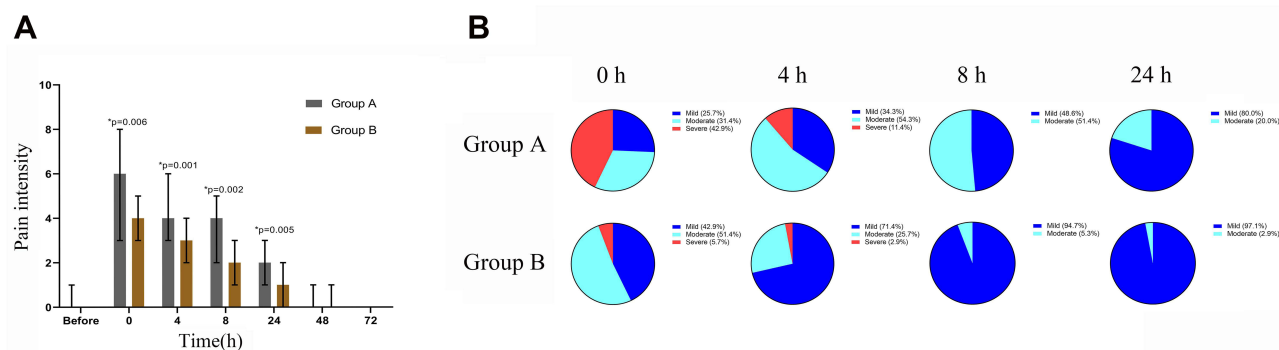 A
10
8
6
4
2
0
Pain intensity
Group A
Group B
*p=0.006
*p=0.001
*p=0.002
*p=0.005
Before 0 4 8 24 48 72
Time(h)
B
0 h 4 h 8 h 24 h
Group A
Mild (25.7%)
Moderate (31.4%)
Severe (42.9%)
Mild (34.3%)
Moderate (54.3%)
Severe (11.4%)
Mild (48.6%)
Moderate (51.4%)
Mild (80.0%)
Moderate (20.0%)
Group B
Mild (42.9%)
Moderate (51.4%)
Severe (5.7%)
Mild (71.4%)
Moderate (25.7%)
Severe (2.9%)
Mild (94.7%)
Moderate (5.3%)
Mild (97.1%)
Moderate (2.9%)